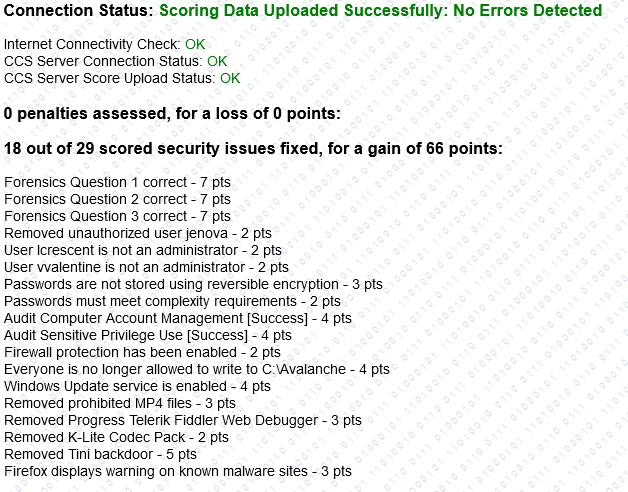 Connection Status: Scoring Data Uploaded Successfully: No Errors Detected
Internet Connectivity Check: OK
CCS Server Connection Status: OK
CCS Server Score Upload Status: OK
0 penalties assessed, for a loss of 0 points:
18 out of 29 scored security issues fixed, for a gain of 66 points:
Forensics Question 1 correct - 7 pts
Forensics Question 2 correct - 7 pts
Forensics Question 3 correct - 7 pts
Removed unauthorized user jenova - 2 pts
User lcrescent is not an administrator - 2 pts
User vvalentine is not an administrator - 2 pts
Passwords are not stored using reversible encryption - 3 pts
Passwords must meet complexity requirements - 2 pts
Audit Computer Account Management [Success] - 4 pts
Audit Sensitive Privilege Use [Success] - 4 pts
Firewall protection has been enabled - 2 pts
Everyone is no longer allowed to write to C:\Avalanche - 4 pts
Windows Update service is enabled - 4 pts
Removed prohibited MP4 files - 3 pts
Removed Progress Telerik Fiddler Web Debugger - 3 pts
Removed K-Lite Codec Pack - 2 pts
Removed Tini backdoor - 5 pts
Firefox displays warning on known malware sites - 3 pts